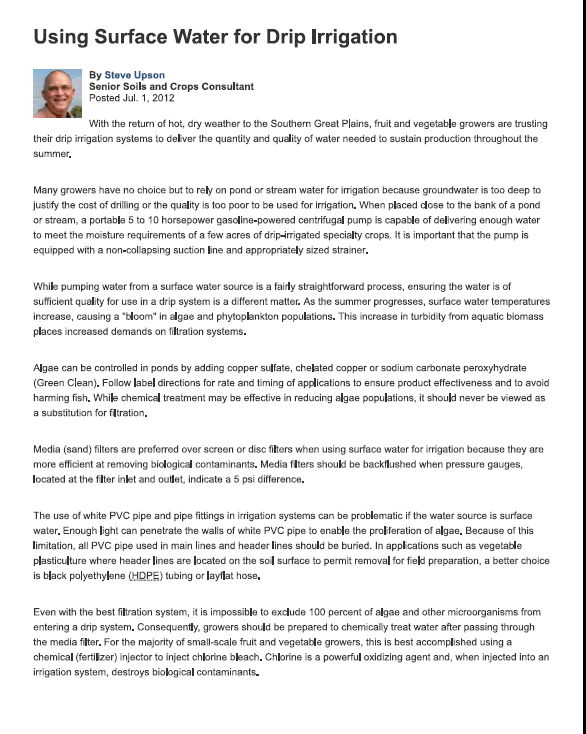 Using Surface Water for Drip Irrigation
By Steve Upson
Senior Soils and Crops Consultant
Posted Jul. 1, 2012
With the return of hot, dry weather to the Southern Great Plains, fruit and vegetable growers are trusting
their drip irrigation systems to deliver the quantity and quality of water needed to sustain production throughout the
summer.
Many growers have no choice but to rely on pond or stream water for irrigation because groundwater is too deep to
justify the cost of drilling or the quality is too poor to be used for irrigation. When placed close to the bank of a pond
or stream, a portable 5 to 10 horsepower gasoline-powered centrifugal pump is capable of delivering enough water
to meet the moisture requirements of a few acres of drip-irrigated specialty crops. It is important that the pump is
equipped with a non-collapsing suction line and appropriately sized strainer.
While pumping water from a surface water source is a fairly straightforward process, ensuring the water is of
sufficient quality for use in a drip system is a different matter. As the summer progresses, surface water temperatures
increase, causing a "bloom" in algae and phytoplankton populations. This increase in turbidity from aquatic biomass
places increased demands on filtration systems.
Algae can be controlled in ponds by adding copper sulfate, chelated copper or sodium carbonate peroxyhydrate
(Green Clean). Follow label directions for rate and timing of applications to ensure product effectiveness and to avoid
harming fish. While chemical treatment may be effective in reducing algae populations, it should never be viewed as
a substitution for filtration.
Media (sand) filters are preferred over screen or disc filters when using surface water for irrigation because they are
more efficient at removing biological contaminants. Media filters should be backflushed when pressure gauges,
located at the filter inlet and outlet, indicate a 5 psi difference.
The use of white PVC pipe and pipe fittings in irrigation systems can be problematic if the water source is surface
water. Enough light can penetrate the walls of white PVC pipe to enable the proliferation of algae. Because of this
limitation, all PVC pipe used in main lines and header lines should be buried. In applications such as vegetable
plasticulture where header lines are located on the soil surface to permit removal for field preparation, a better choice
is black polyethylene (HDPE) tubing or layflat hose.
Even with the best filtration system, it is impossible to exclude 100 percent of algae and other microorganisms from
entering a drip system. Consequently, growers should be prepared to chemically treat water after passing through
the media filter. For the majority of small-scale fruit and vegetable growers, this is best accomplished using a
chemical (fertilizer) injector to inject chlorine bleach. Chlorine is a powerful oxidizing agent and, when injected into an
irrigation system, destroys biological contaminants.